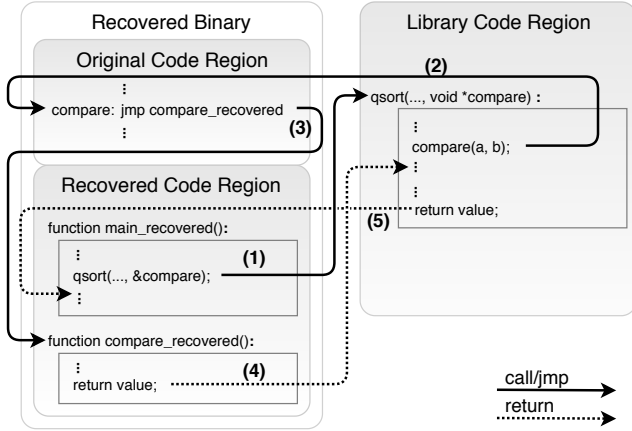 Recovered Binary
Original Code Region
⋮
compare: jmp compare_recovered
⋮
(3)
Recovered Code Region
function main_recovered():
⋮
qsort(..., &compare);
⋮
(1)
function compare_recovered():
⋮
return value;
(4)
Library Code Region
(2)
qsort(..., void *compare) :
⋮
compare(a, b);
⋮
⋮
return value;
(5)
call/jmp
return